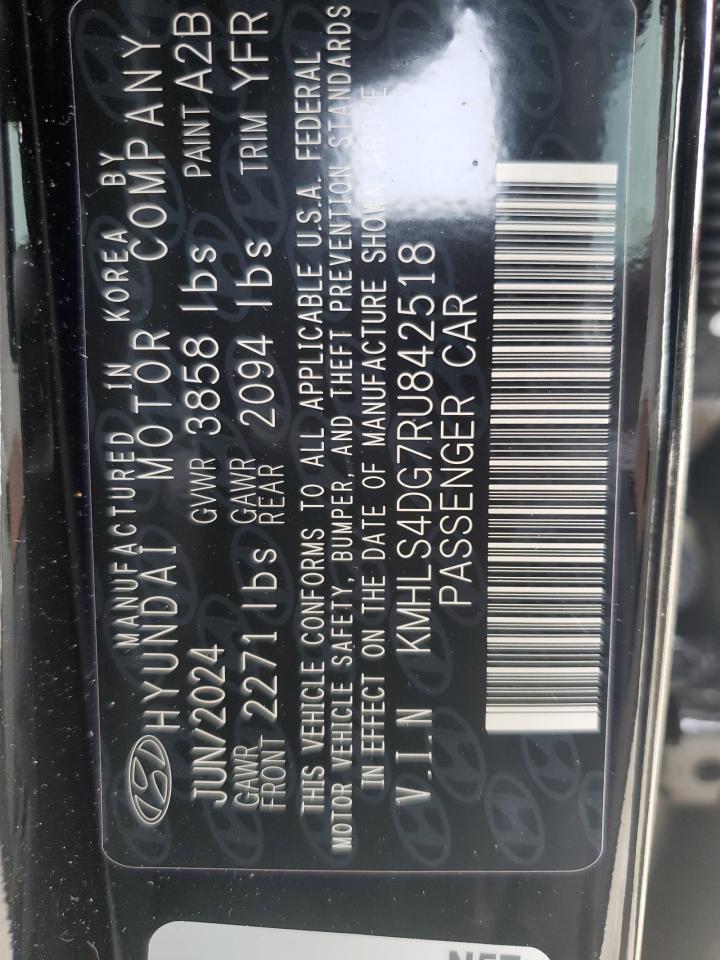 MANUFACTURED IN KOREA BY
HYUNDAI MOTOR COMPANY
JUN/2024 GVWR 3858 lbs PAINT A2B
GAWR FRONT 2271 lbs GAWR REAR 2094 lbs TRIM YFR
THIS VEHICLE CONFORMS TO ALL APPLICABLE U.S.A. FEDERAL
MOTOR VEHICLE SAFETY, BUMPER, AND THEFT PREVENTION STANDARDS
IN EFFECT ON THE DATE OF MANUFACTURE SHOWN ABOVE
V.I.N KMHLS4DG7RU842518
PASSENGER CAR